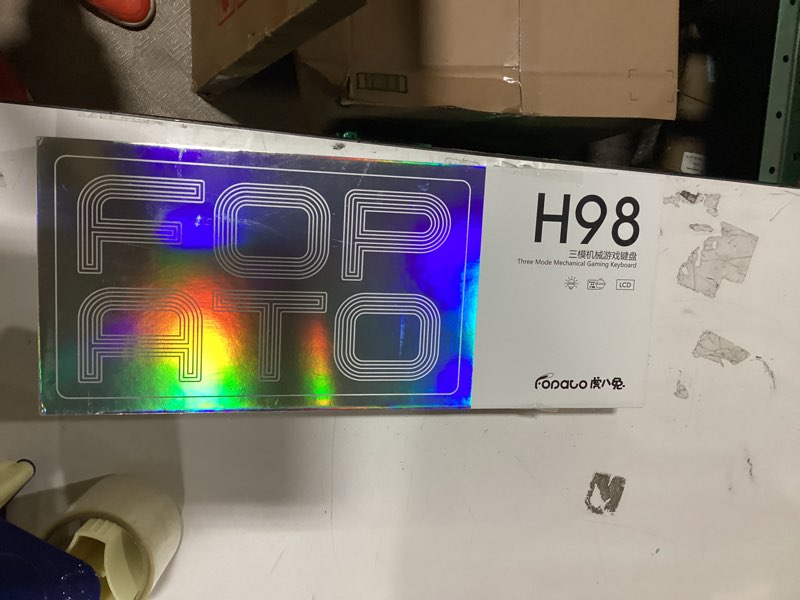 FOP
ATO
H98
三模机械游戏键盘
Three Mode Mechanical Gaming Keyboard
LCD
Fopato 虎八兔